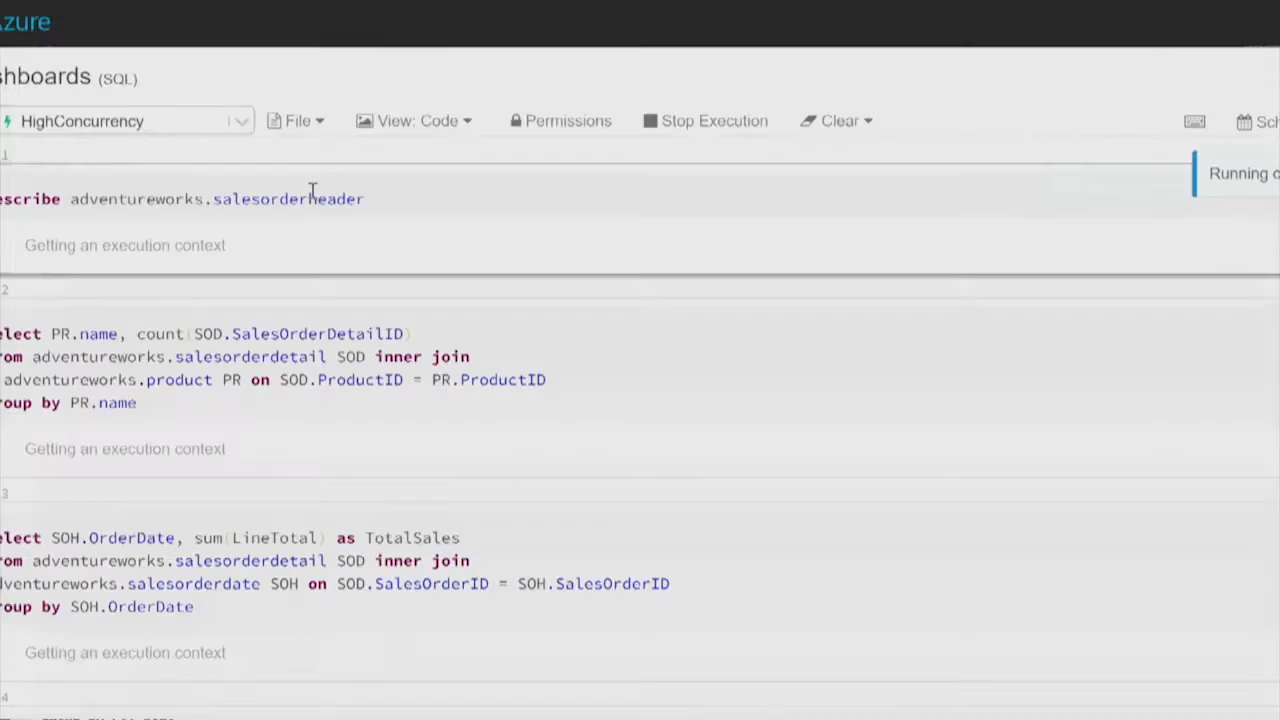 Azure
shboards (SQL)
HighConcurrency File View: Code Permissions Stop Execution Clear Sch
1
Running o
escribe adventureworks.salesorderheader
Getting an execution context
2
elect PR.name, count(SOD.SalesOrderDetailID)
rom adventureworks.salesorderdetail SOD inner join
adventureworks.product PR on SOD.ProductID = PR.ProductID
roup by PR.name
Getting an execution context
3
elect SOH.OrderDate, sum(LineTotal) as TotalSales
rom adventureworks.salesorderdetail SOD inner join
dventureworks.salesorderdate SOH on SOD.SalesOrderID = SOH.SalesOrderID
roup by SOH.OrderDate
Getting an execution context
4